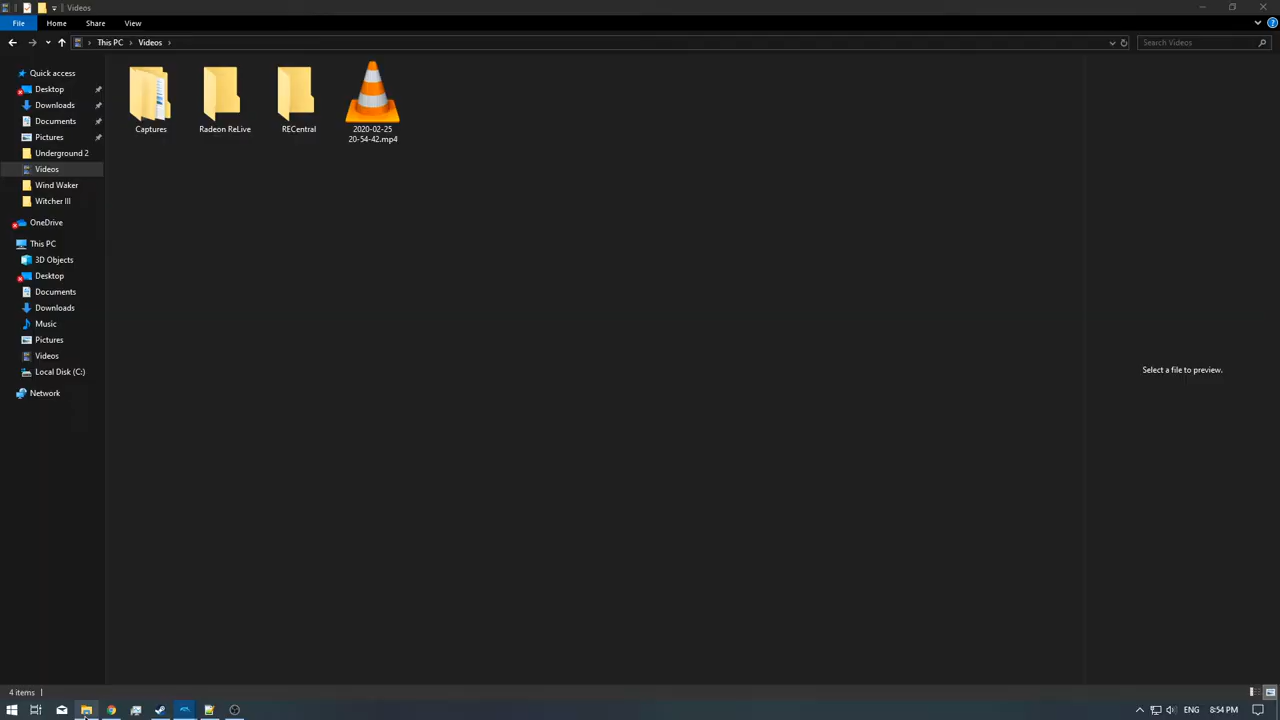 Videos
File Home Share View
This PC Videos
Search Videos
Quick access
Desktop
Downloads
Documents
Pictures
Underground 2
Videos
Wind Waker
Witcher III
OneDrive
This PC
3D Objects
Desktop
Documents
Downloads
Music
Pictures
Videos
Local Disk (C:)
Network
Captures
Radeon ReLive
RECentral
2020-02-25
20-54-42.mp4
Select a file to preview.
4 items
ENG 8:54 PM